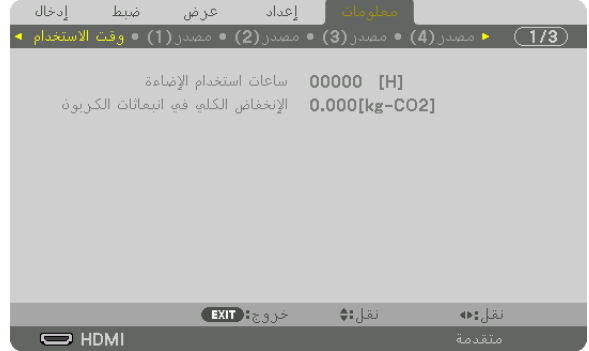 إدخال ضبط عرض إعداد معلومات
وقت الاستخدام • مصدر(1) • مصدر(2) • مصدر(3) • مصدر(4) 1/3
ساعات استخدام الإضاءة 00000 [H]
الإنخفاض الكلي في انبعاثات الكربون 0.000[kg-CO2]
EXIT:خروج نقل: نقل:
HDMI متقدمة